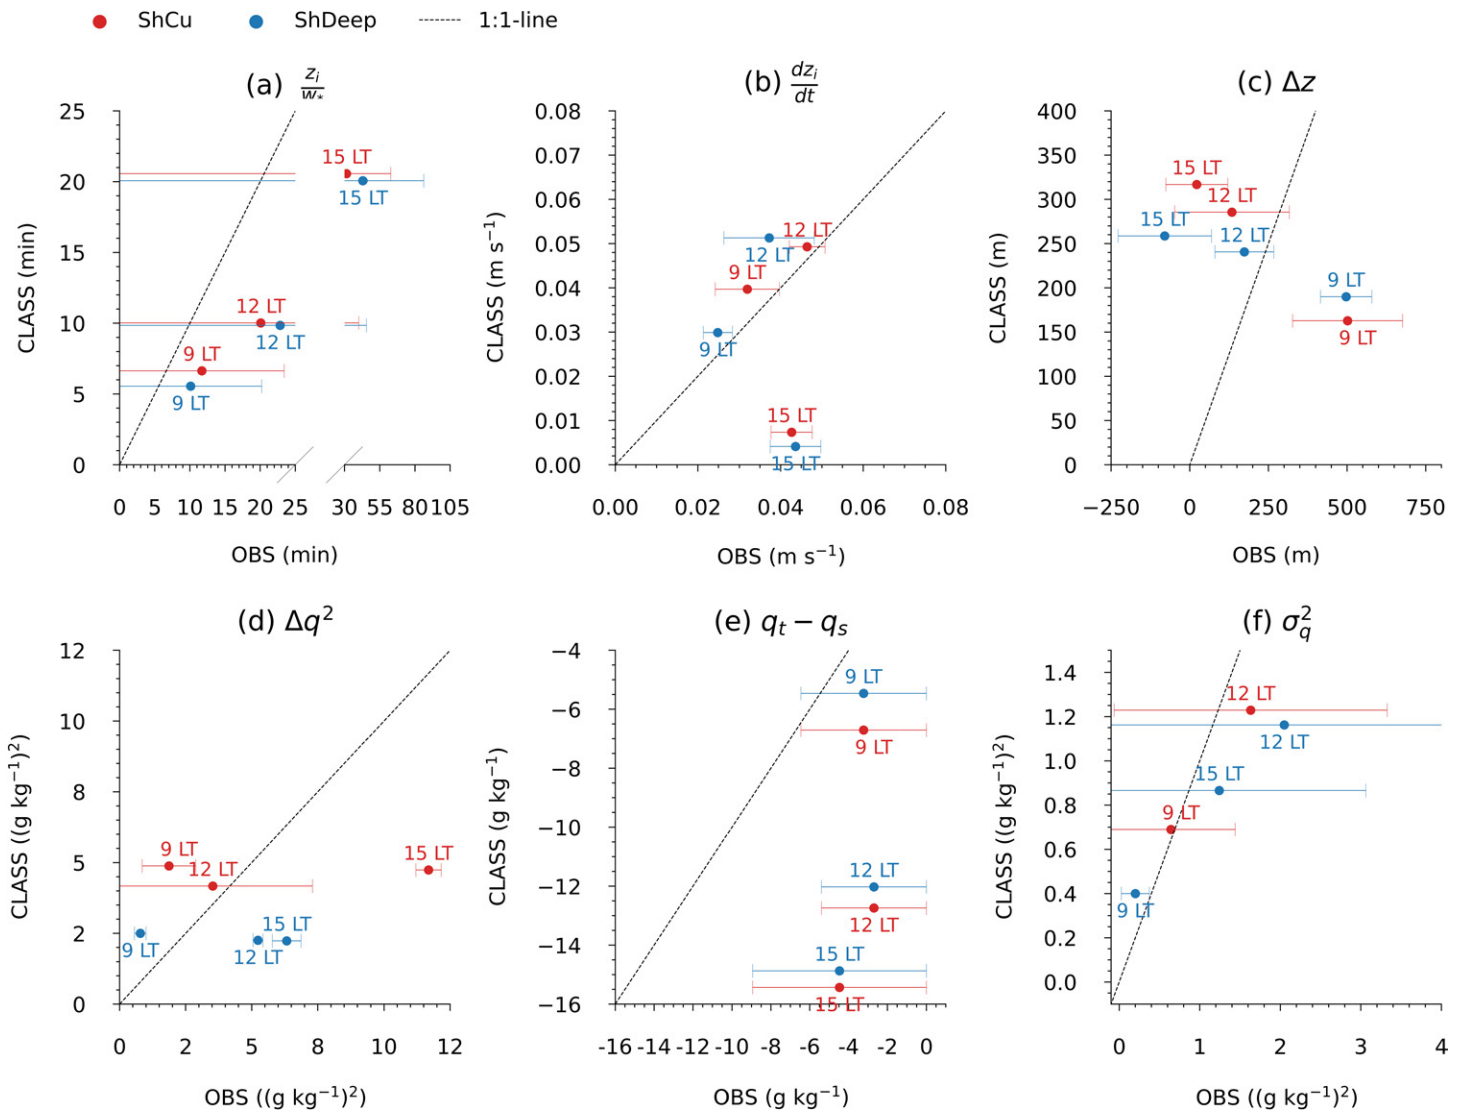 ShCu ShDeep 1:1-line
(a) z_i/w_* (b) dz_i/dt (c) Δz
25 0.08 400
15 LT 0.07 350
20 15 LT 0.06 300 15 LT 12 LT
15 0.05 12 LT 12 LT 250 15 LT 12 LT
12 LT 0.04 9 LT 200 9 LT
10 12 LT 0.03 9 LT 150 9 LT
9 LT 0.02 100
5 9 LT 0.01 15 LT 50
0 0.00 15 LT 0
CLASS (min) CLASS (m s⁻¹) CLASS (m)
0 5 10 15 20 25 30 55 80 105 0.00 0.02 0.04 0.06 0.08 −250 0 250 500 750
OBS (min) OBS (m s⁻¹) OBS (m)
(d) Δq² (e) q_t − q_s (f) σ_q²
12 −4 1.4
10 −6 9 LT 9 LT 1.2 12 LT 12 LT
8 −8 1.0
5 9 LT 12 LT 15 LT −10 0.8 15 LT 9 LT
2 9 LT 12 LT 15 LT −12 12 LT 12 LT 0.6
0 −14 15 LT 0.4 9 LT
−16 15 LT 0.2
0.0
CLASS ((g kg⁻¹)²) CLASS (g kg⁻¹) CLASS ((g kg⁻¹)²)
0 2 5 8 10 12 -16 -14 -12 -10 -8 -6 -4 -2 0 0 1 2 3 4
OBS ((g kg⁻¹)²) OBS (g kg⁻¹) OBS ((g kg⁻¹)²)